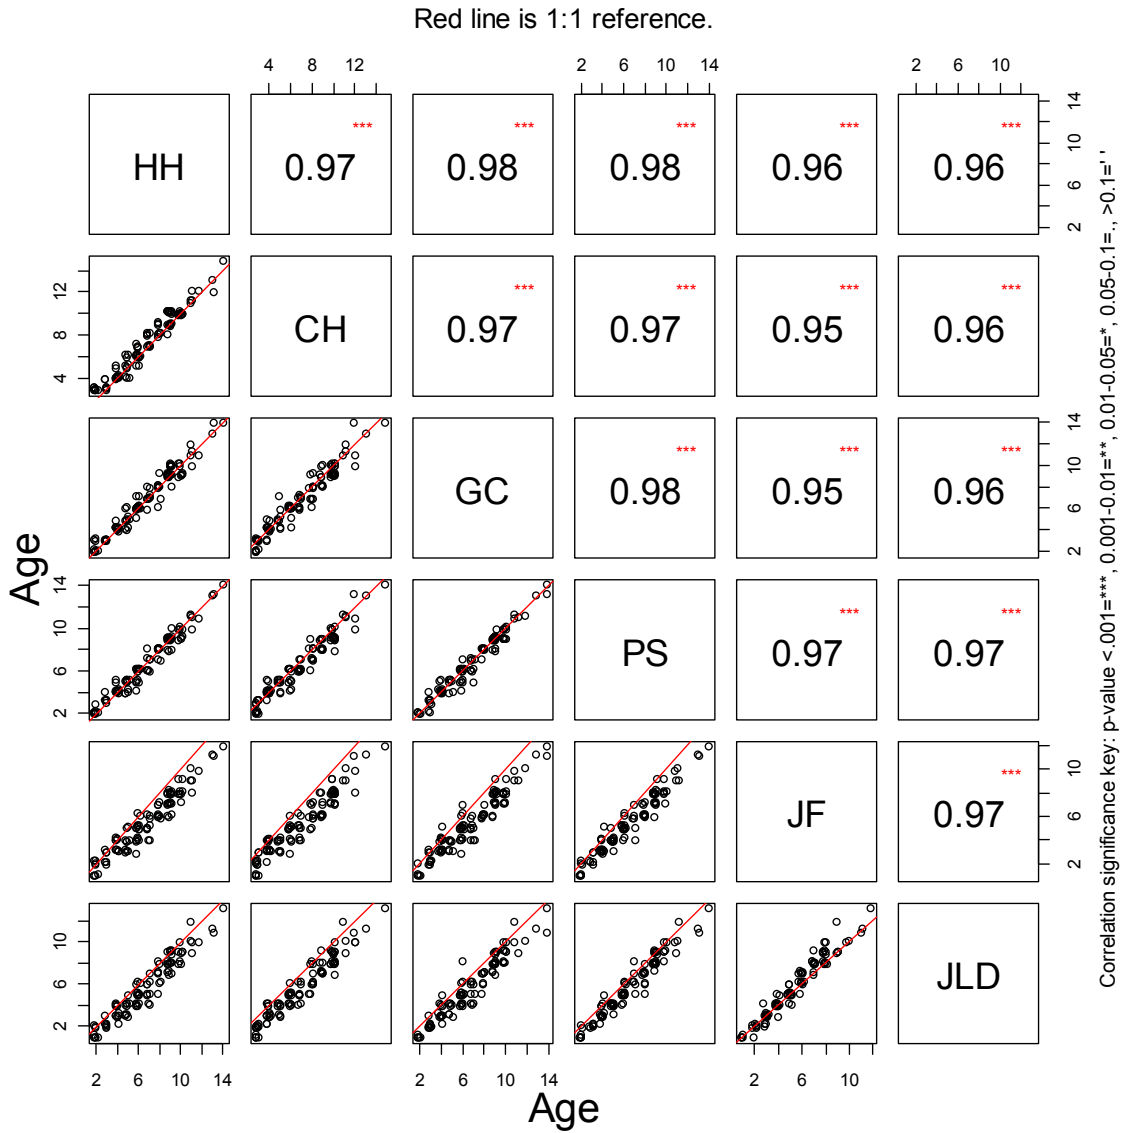 Red line is 1:1 reference.
4 8 12
2 6 10 14
2 6 10
HH
0.97 ***
0.98 ***
0.98 ***
0.96 ***
0.96 ***
14
10
6
2
12
8
4
CH
0.97 ***
0.97 ***
0.95 ***
0.96 ***
GC
0.98 ***
0.95 ***
0.96 ***
14
10
6
2
Age
14
10
6
2
PS
0.97 ***
0.97 ***
JF
0.97 ***
10
6
2
10
6
2
JLD
2 6 10 14
2 6 10 14
2 6 10
Age
Correlation significance key: p-value <.001=***, 0.001-0.01=**, 0.01-0.05=*, 0.05-0.1=., >0.1=' '